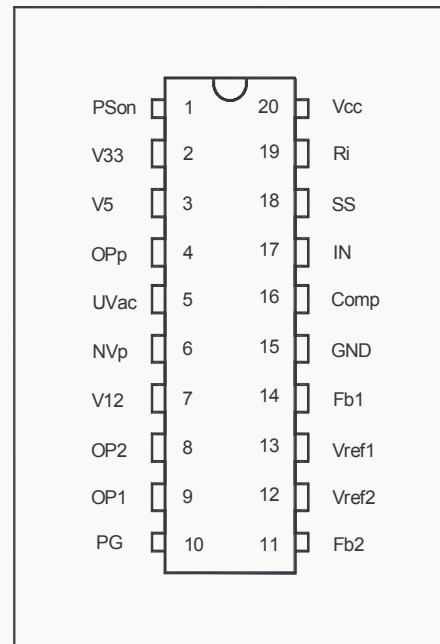 PSon 1 20 Vcc
V33 2 19 Ri
V5 3 18 SS
OPp 4 17 IN
UVac 5 16 Comp
NVp 6 15 GND
V12 7 14 Fb1
OP2 8 13 Vref1
OP1 9 12 Vref2
PG 10 11 Fb2